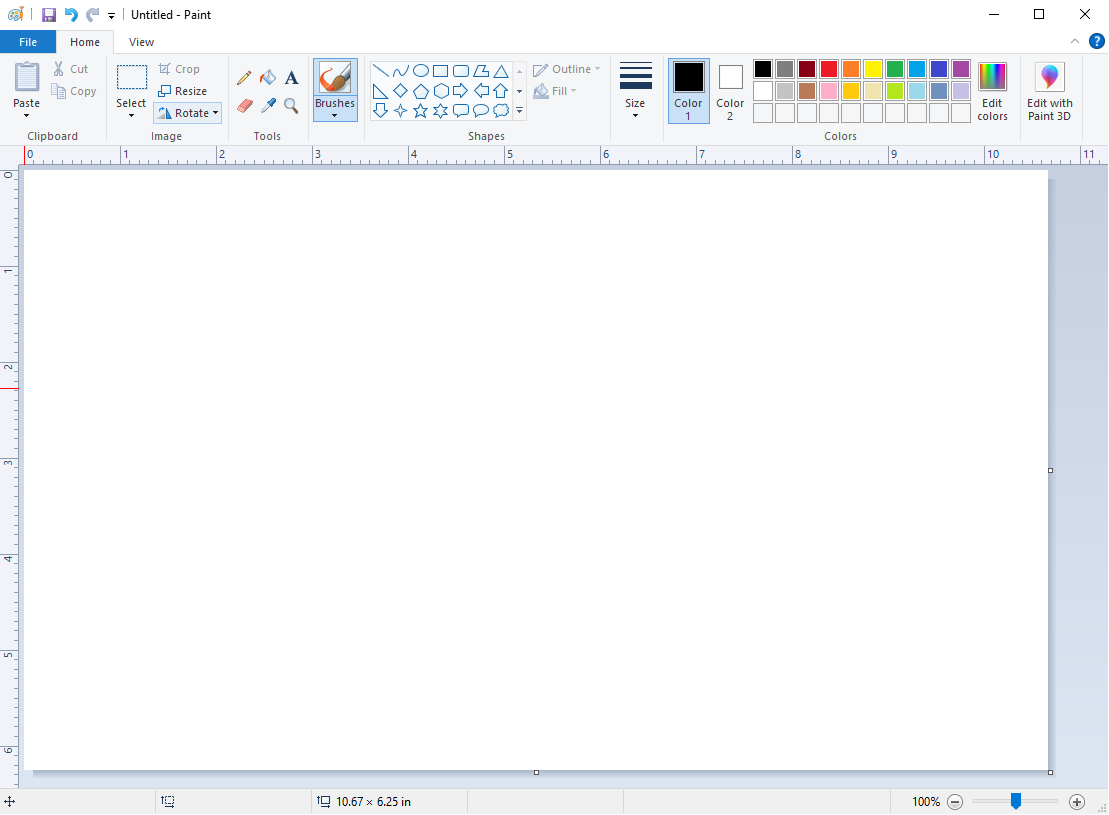 Untitled - Paint
File
Home
View
Paste
Cut
Copy
Clipboard
Select
Crop
Resize
Rotate
Image
A
Tools
Brushes
Shapes
Outline
Fill
Size
Color
1
Color
2
Colors
Edit
colors
Edit with
Paint 3D
?
0 1 2 3 4 5 6 7 8 9 10 11
0
1
2
3
4
5
6
10.67 × 6.25 in
100%